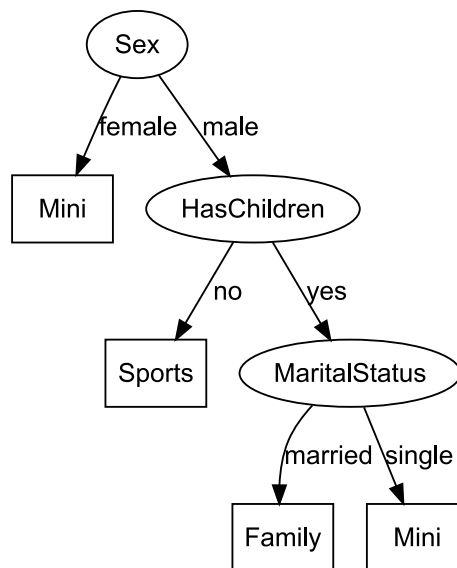 Sex
female
male
Mini
HasChildren
no
yes
Sports
MaritalStatus
married
single
Family
Mini